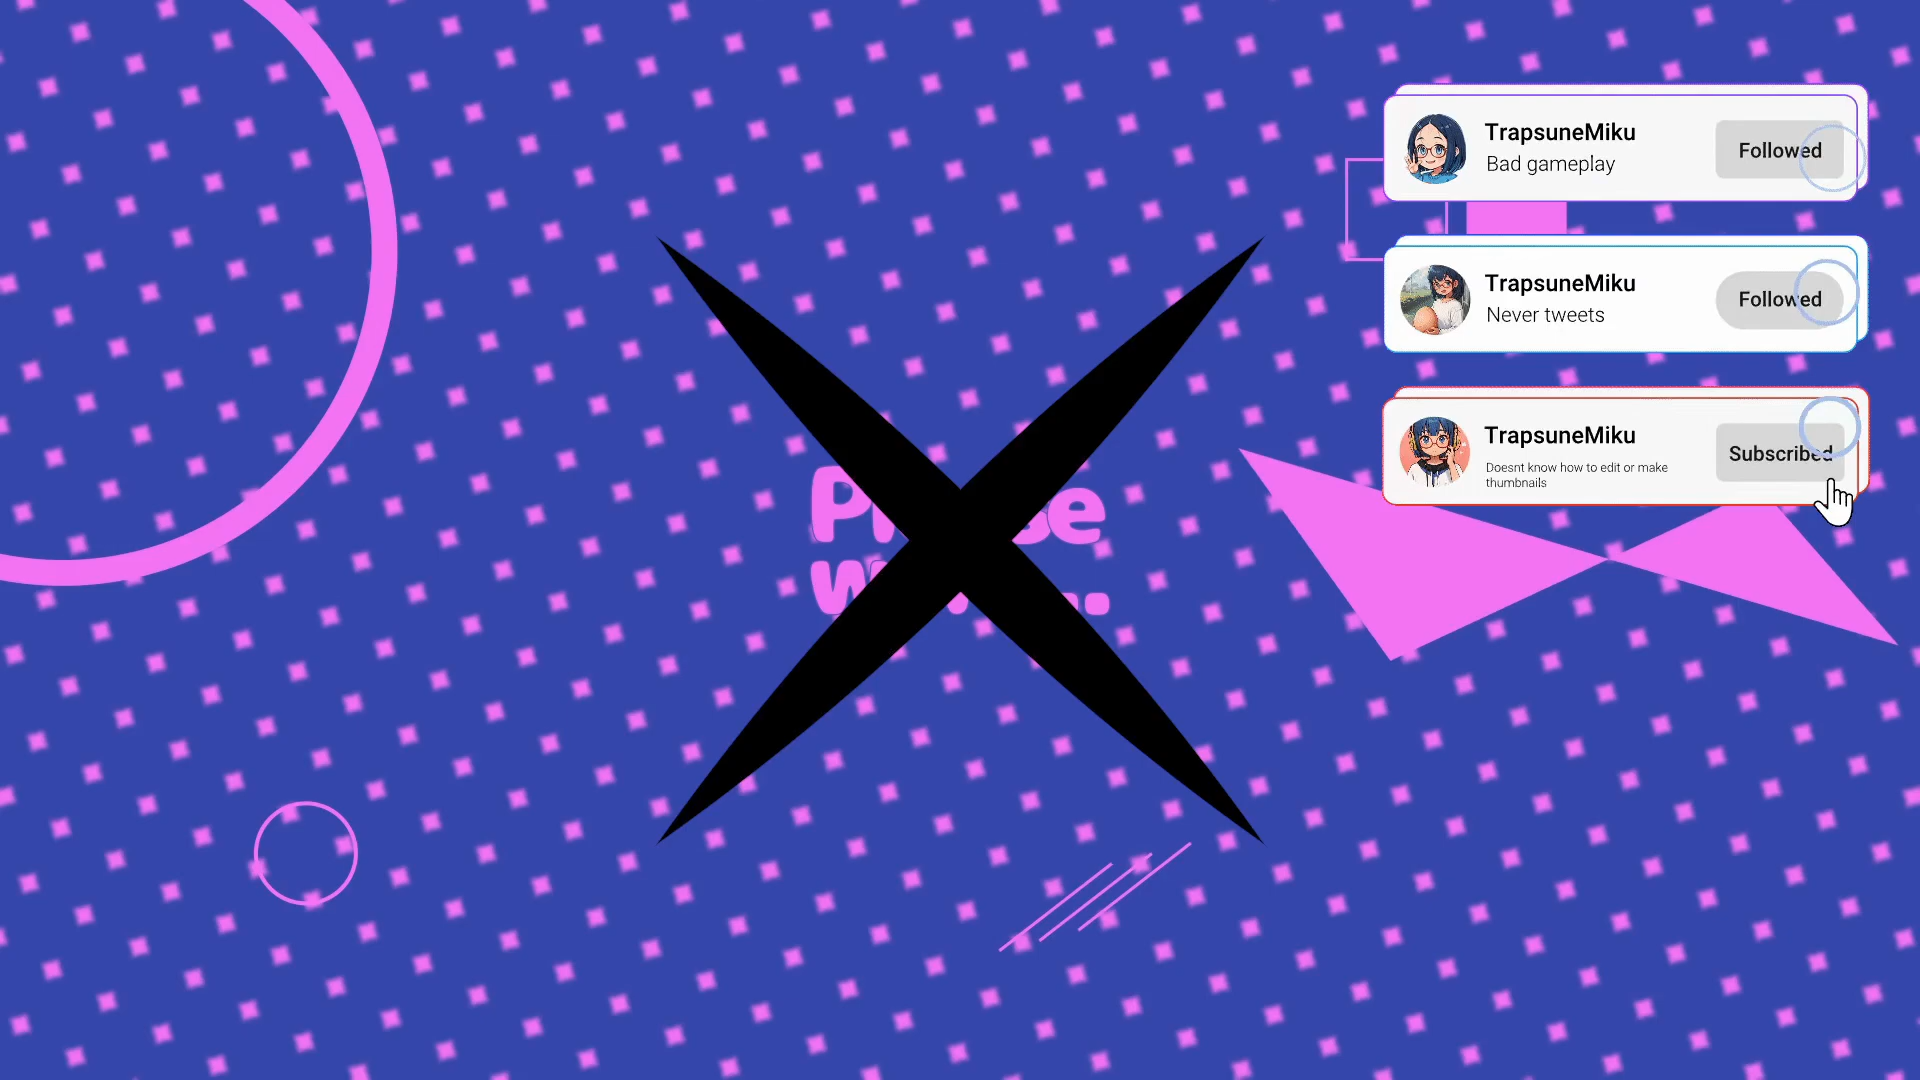 TrapsuneMiku
Bad gameplay
Followed
TrapsuneMiku
Never tweets
Followed
TrapsuneMiku
Doesnt know how to edit or make
thumbnails
Subscribed